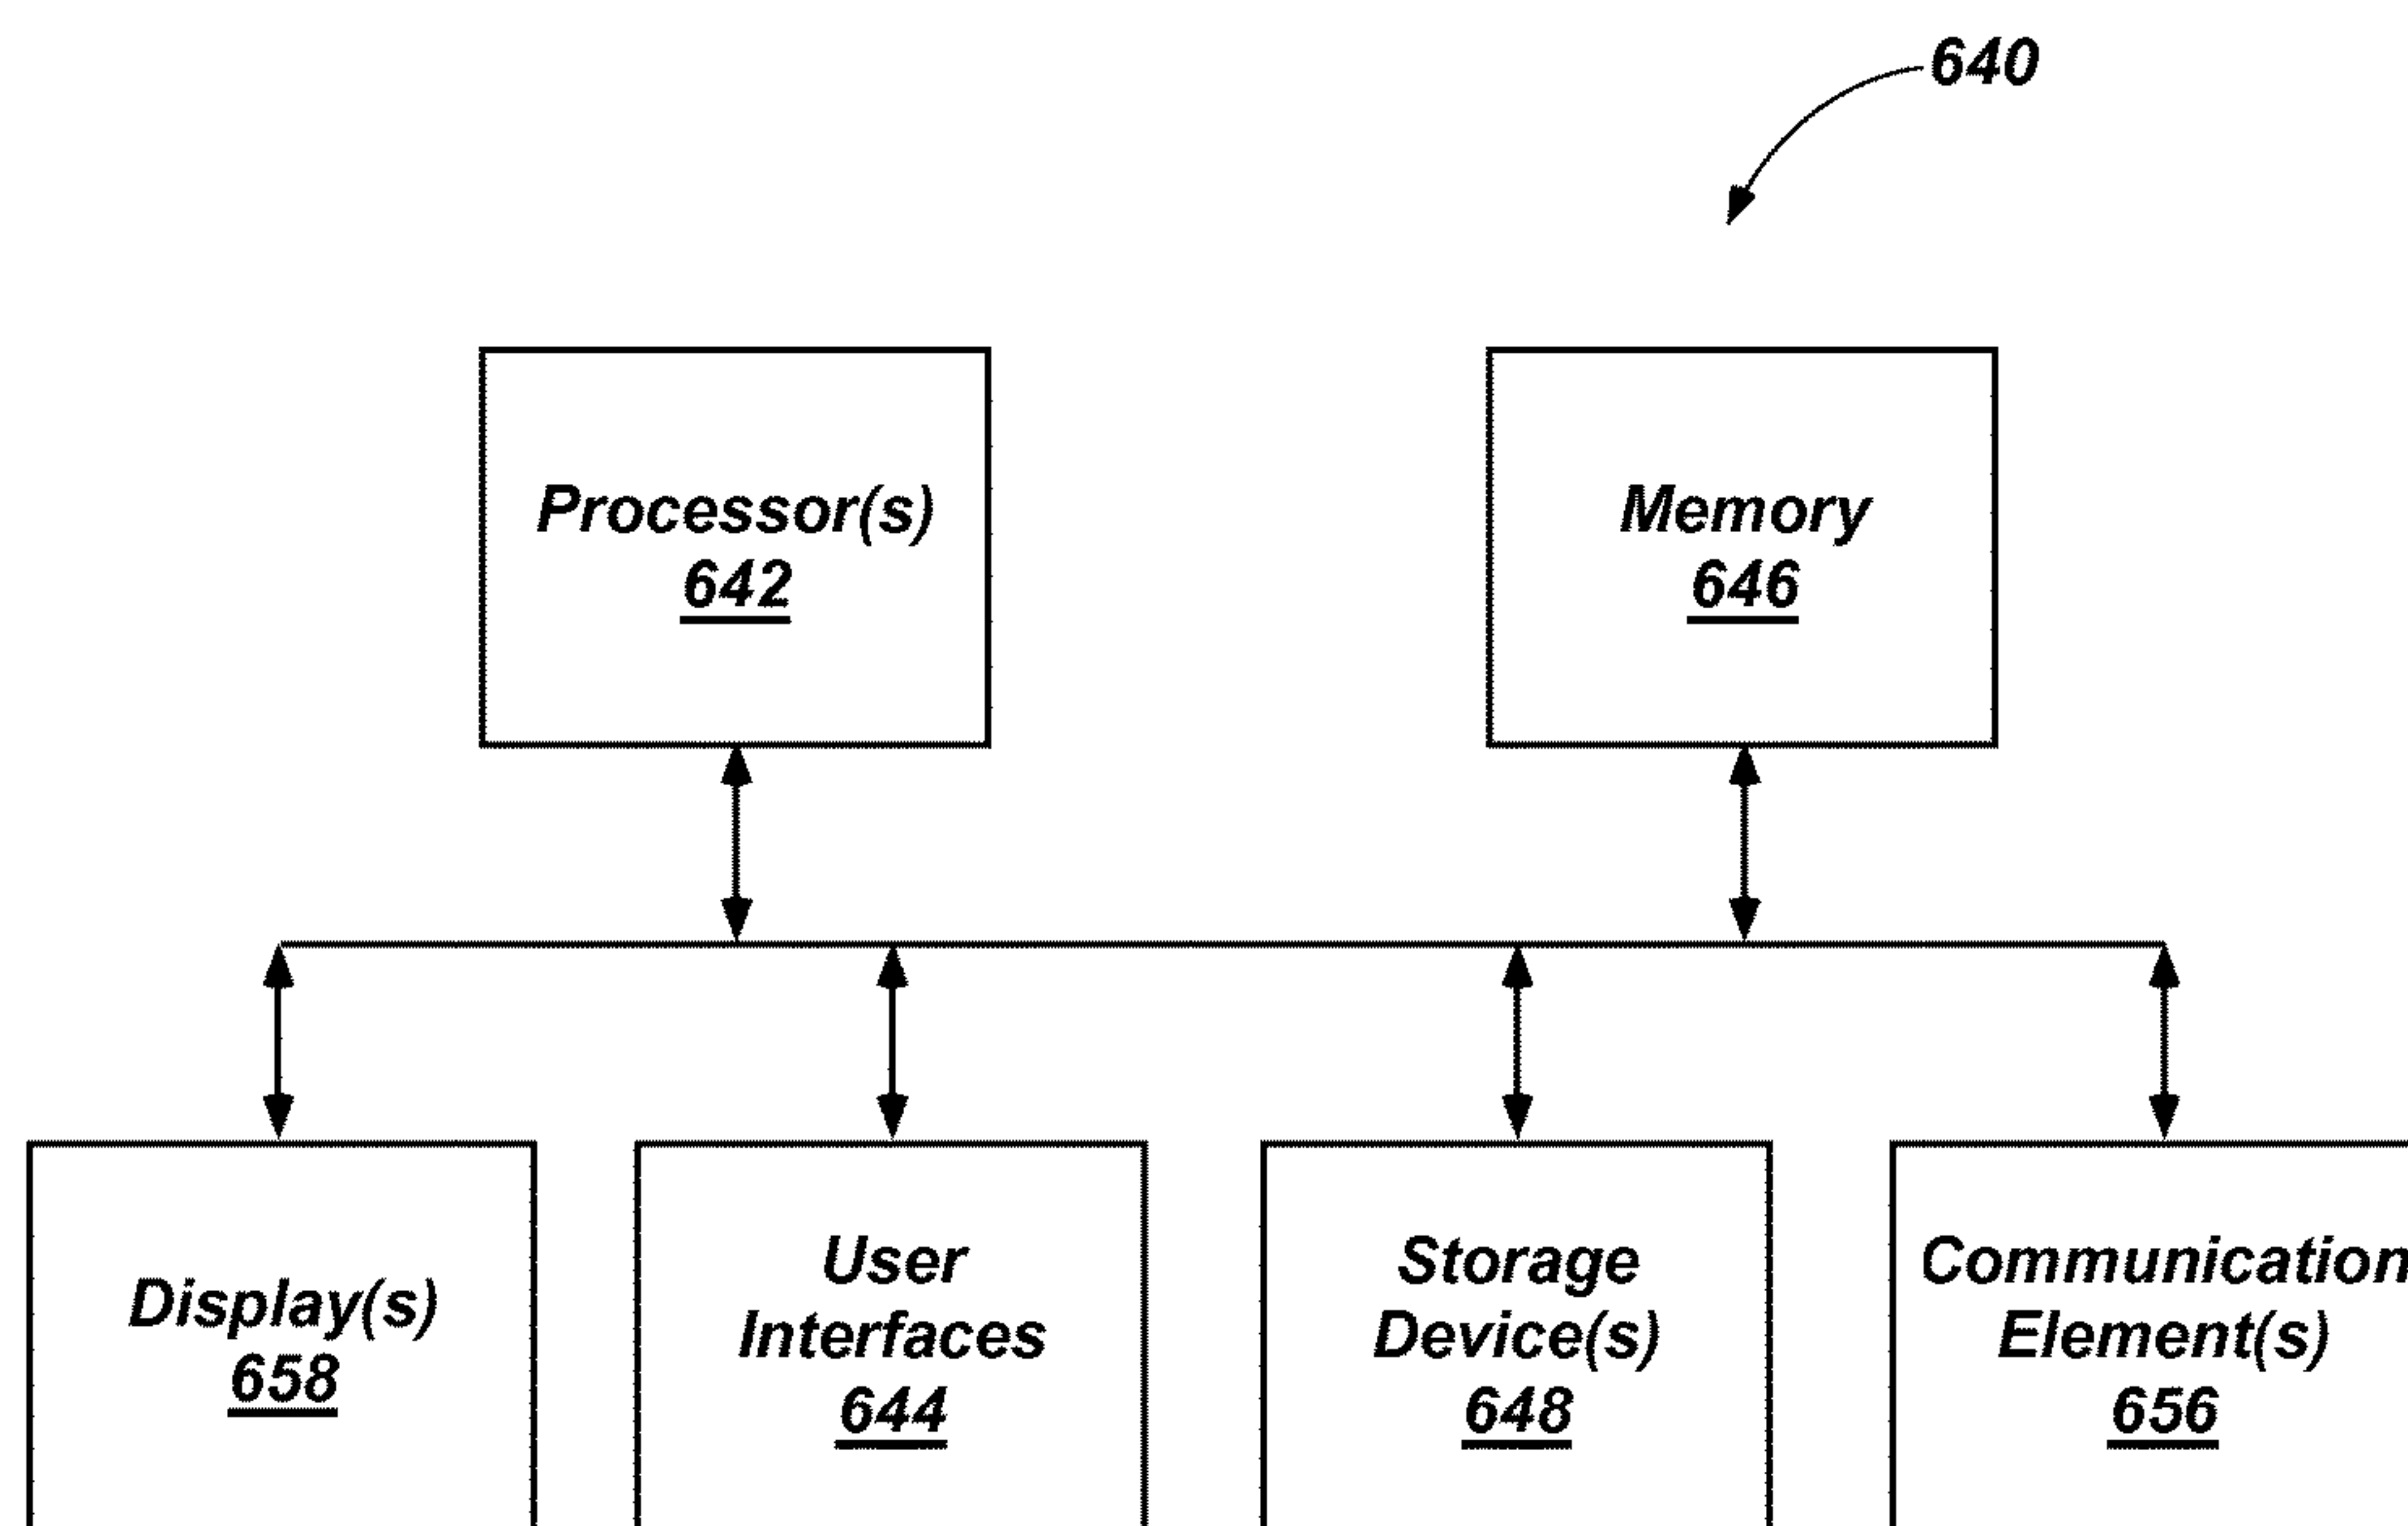 640
Processor(s)
642
Memory
646
Display(s)
658
User
Interfaces
644
Storage
Device(s)
648
Communication
Element(s)
656